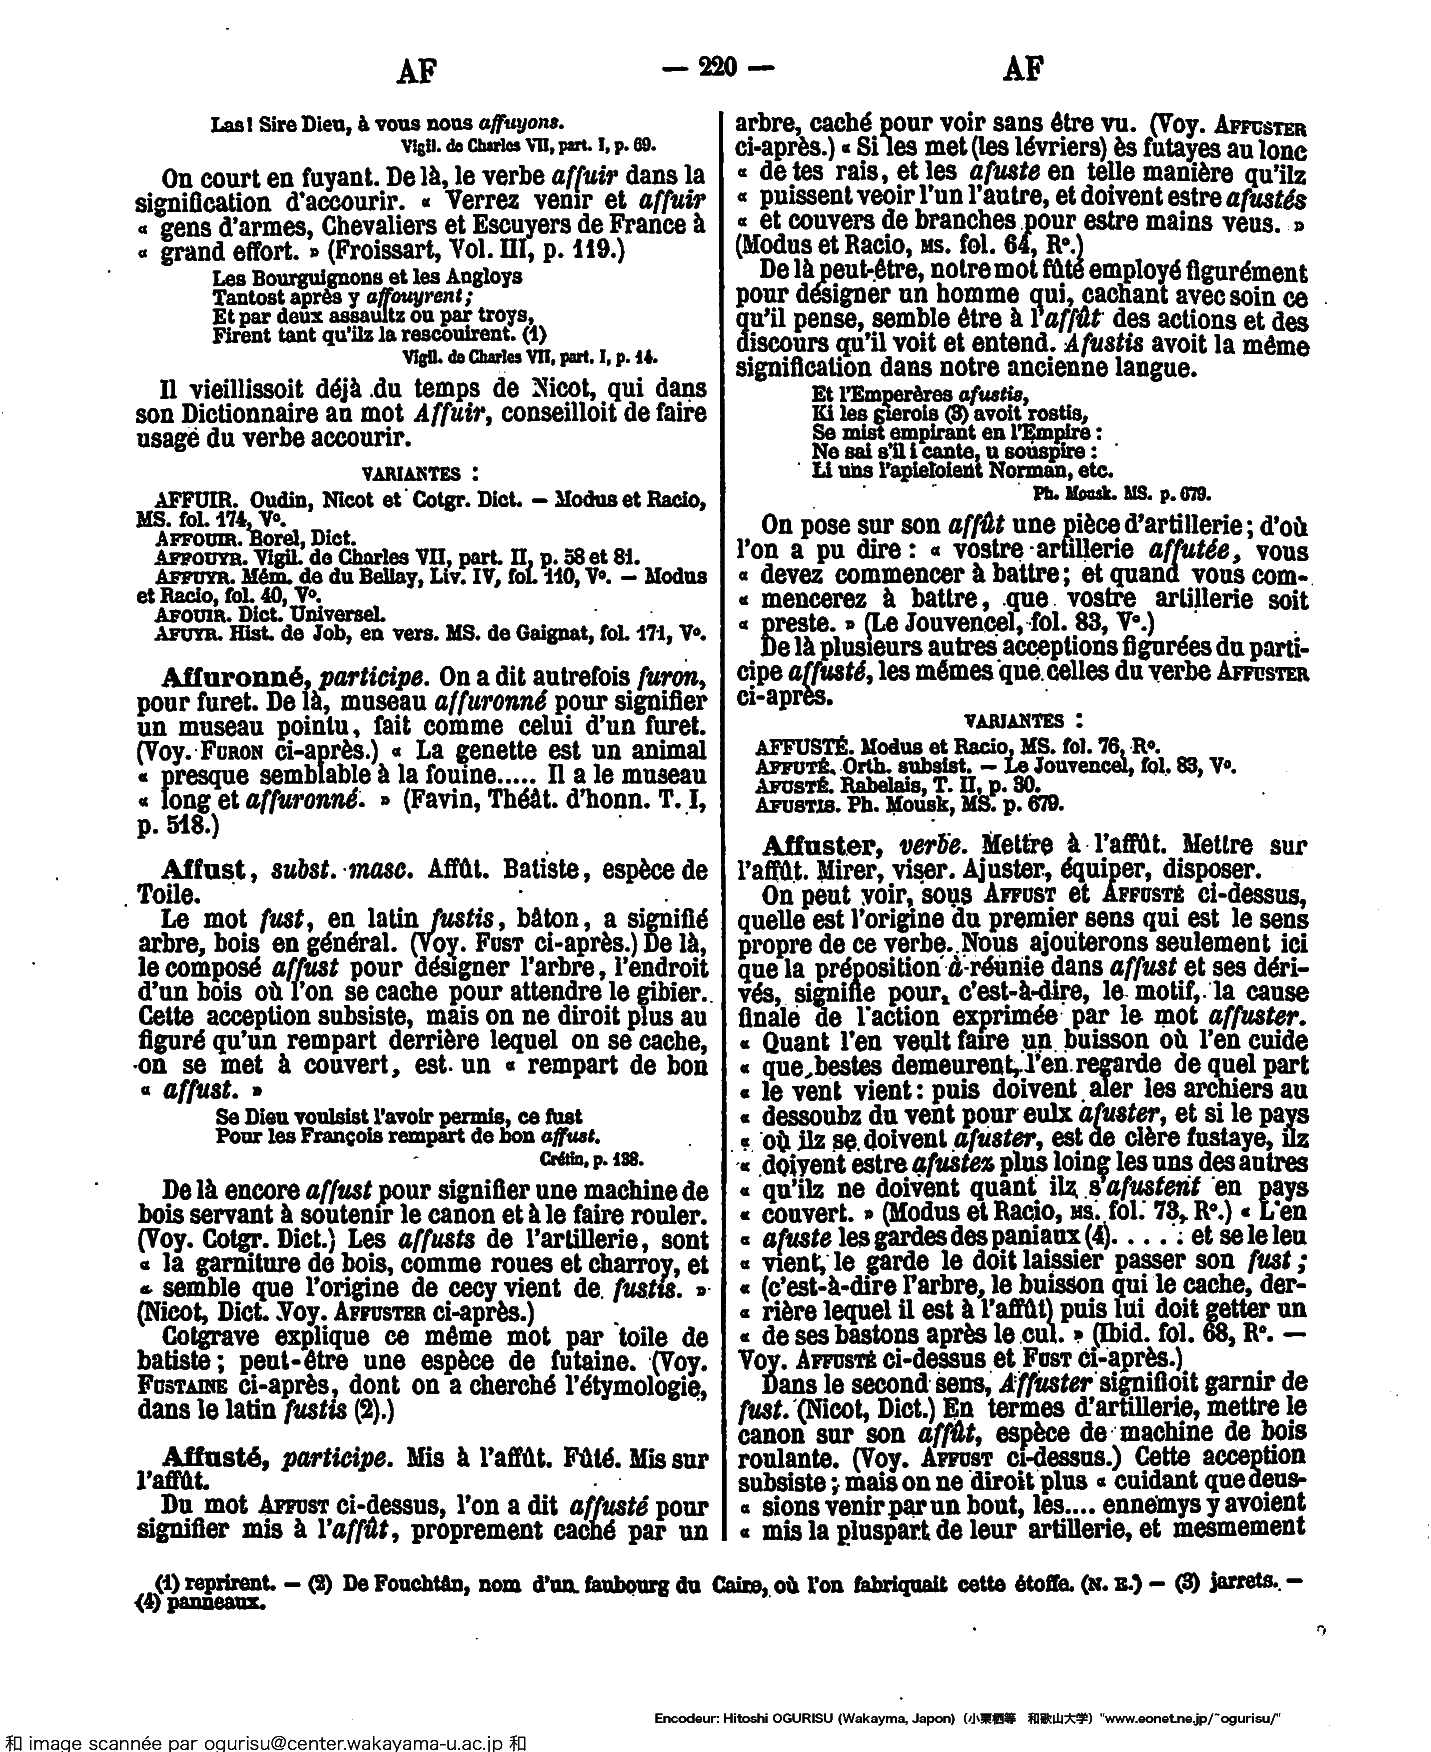 AF — 220 — AF
Las! Sire Dieu, à vous nous affuyons.
Vigil. de Charles VII, part. I, p. 69.
On court en fuyant. De là, le verbe affuir dans la
signification d'accourir. « Verrez venir et affuir
« gens d'armes, Chevaliers et Escuyers de France à
« grand effort. » (Froissart, Vol. III, p. 119.)
Les Bourguignons et les Angloys
Tantost après y affouyrent;
Et par deux assaultz ou par troys,
Firent tant qu'ilz la rescouirent. (1)
Vigil. de Charles VII, part. I, p. 14.
Il vieillissoit déjà du temps de Nicot, qui dans
son Dictionnaire au mot Affuir, conseilloit de faire
usage du verbe accourir.
VARIANTES :
AFFUIR. Oudin, Nicot et Cotgr. Dict. — Modus et Racio,
MS. fol. 174, Vº.
AFFOUIR. Borel, Dict.
AFFOUYR. Vigil. de Charles VII, part. II, p. 58 et 81.
AFFUYR. Mém. de du Bellay, Liv. IV, fol. 110, Vº. — Modus
et Racio, fol. 40, Vº.
AFOUIR. Dict. Universel.
AFUYR. Hist. de Job, en vers. MS. de Gaignat, fol. 171, Vº.
Affuronné, participe. On a dit autrefois furon,
pour furet. De là, museau affuronné pour signifier
un museau pointu, fait comme celui d'un furet.
(Voy. FURON ci-après.) « La genette est un animal
« presque semblable à la fouine..... Il a le museau
« long et affuronné. » (Favin, Théât. d'honn. T. I,
p. 518.)
Affust, subst. masc. Affût. Batiste, espèce de
Toile.
Le mot fust, en latin fustis, bâton, a signifié
arbre, bois en général. (Voy. FUST ci-après.) De là,
le composé affust pour désigner l'arbre, l'endroit
d'un bois où l'on se cache pour attendre le gibier.
Cette acception subsiste, mais on ne diroit plus au
figuré qu'un rempart derrière lequel on se cache,
on se met à couvert, est un « rempart de bon
« affust. »
Se Dieu voulsist l'avoir permis, ce fust
Pour les François rempart de bon affust.
Crétin, p. 138.
De là encore affust pour signifier une machine de
bois servant à soutenir le canon et à le faire rouler.
(Voy. Cotgr. Dict.) Les affusts de l'artillerie, sont
« la garniture de bois, comme roues et charroy, et
« semble que l'origine de cecy vient de fustis. »
(Nicot, Dict. Voy. AFFUSTER ci-après.)
Cotgrave explique ce même mot par toile de
batiste; peut-être une espèce de futaine. (Voy.
FUSTAINE ci-après, dont on a cherché l'étymologie,
dans le latin fustis (2).)
Affusté, participe. Mis à l'affût. Fûté. Mis sur
l'affût.
Du mot AFFUST ci-dessus, l'on a dit affusté pour
signifier mis à l'affût, proprement caché par un
arbre, caché pour voir sans être vu. (Voy. AFFUSTER
ci-après.) « Si les met (les lévriers) ès futayes au lonc
« de tes rais, et les afuste en telle manière qu'ilz
« puissent veoir l'un l'autre, et doivent estre afustés
« et couvers de branches pour estre mains veus. »
(Modus et Racio, MS. fol. 64, Rº.)
De là peut-être, notre mot fûté employé figurément
pour désigner un homme qui, cachant avec soin ce
qu'il pense, semble être à l'affût des actions et des
discours qu'il voit et entend. Afustis avoit la même
signification dans notre ancienne langue.
Et l'Emperères afustis,
Ki les gierois (3) avoit rostis,
Se mist empirant en l'Empire :
Ne sai s'il i cante, u souspire :
Li uns l'apieloient Norman, etc.
Ph. Mousk. MS. p. 679.
On pose sur son affût une pièce d'artillerie; d'où
l'on a pu dire : « vostre artillerie affutée, vous
« devez commencer à battre; et quand vous com-
« mencerez à battre, que vostre artillerie soit
« preste. » (Le Jouvencel, fol. 83, Vº.)
De là plusieurs autres acceptions figurées du parti-
cipe affusté, les mêmes que celles du verbe AFFUSTER
ci-après.
VARIANTES :
AFFUSTÉ. Modus et Racio, MS. fol. 76, Rº.
AFFUTÉ. Orth. subsist. — Le Jouvencel, fol. 83, Vº.
AFUSTÉ. Rabelais, T. II, p. 30.
AFUSTIS. Ph. Mousk, MS. p. 679.
Affuster, verbe. Mettre à l'affût. Mettre sur
l'affût. Mirer, viser. Ajuster, équiper, disposer.
On peut voir, sous AFFUST et AFFUSTÉ ci-dessus,
quelle est l'origine du premier sens qui est le sens
propre de ce verbe. Nous ajouterons seulement ici
que la préposition à réunie dans affust et ses déri-
vés, signifie pour, c'est-à-dire, le motif, la cause
finale de l'action exprimée par le mot affuster.
« Quant l'en veult faire un buisson où l'en cuide
« que bestes demeurent, l'en regarde de quel part
« le vent vient : puis doivent aler les archiers au
« dessoubz du vent pour eulx afuster, et si le pays
« où ilz se doivent afuster, est de clère fustaye, ilz
« doivent estre afustez plus loing les uns des autres
« qu'ilz ne doivent quant ilz s'afustent en pays
« couvert. » (Modus et Racio, MS. fol. 73, Rº.) « L'en
« afuste les gardes des paniaux (4)..... : et se le leu
« vient, le garde le doit laissier passer son fust;
« (c'est-à-dire l'arbre, le buisson qui le cache, der-
« rière lequel il est à l'affût) puis lui doit getter un
« de ses bastons après le cul. » (Ibid. fol. 68, Rº. —
Voy. AFFUSTÉ ci-dessus et FUST ci-après.)
Dans le second sens, Affuster signifioit garnir de
fust. (Nicot, Dict.) En termes d'artillerie, mettre le
canon sur son affût, espèce de machine de bois
roulante. (Voy. AFFUST ci-dessus.) Cette acception
subsiste; mais on ne diroit plus « cuidant que deus-
« sions venir par un bout, les.... ennemys y avoient
« mis la pluspart de leur artillerie, et mesmement
(1) reprirent. — (2) De Fouchtân, nom d'un faubourg du Caire, où l'on fabriquait cette étoffe. (N. E.) — (3) jarrets. —
(4) panneaux.
Encodeur: Hitoshi OGURISU (Wakayma, Japon) (小栗栖等 和歌山大学) "www.eonet.ne.jp/~ogurisu/"
和 image scannée par ogurisu@center.wakayama-u.ac.jp 和